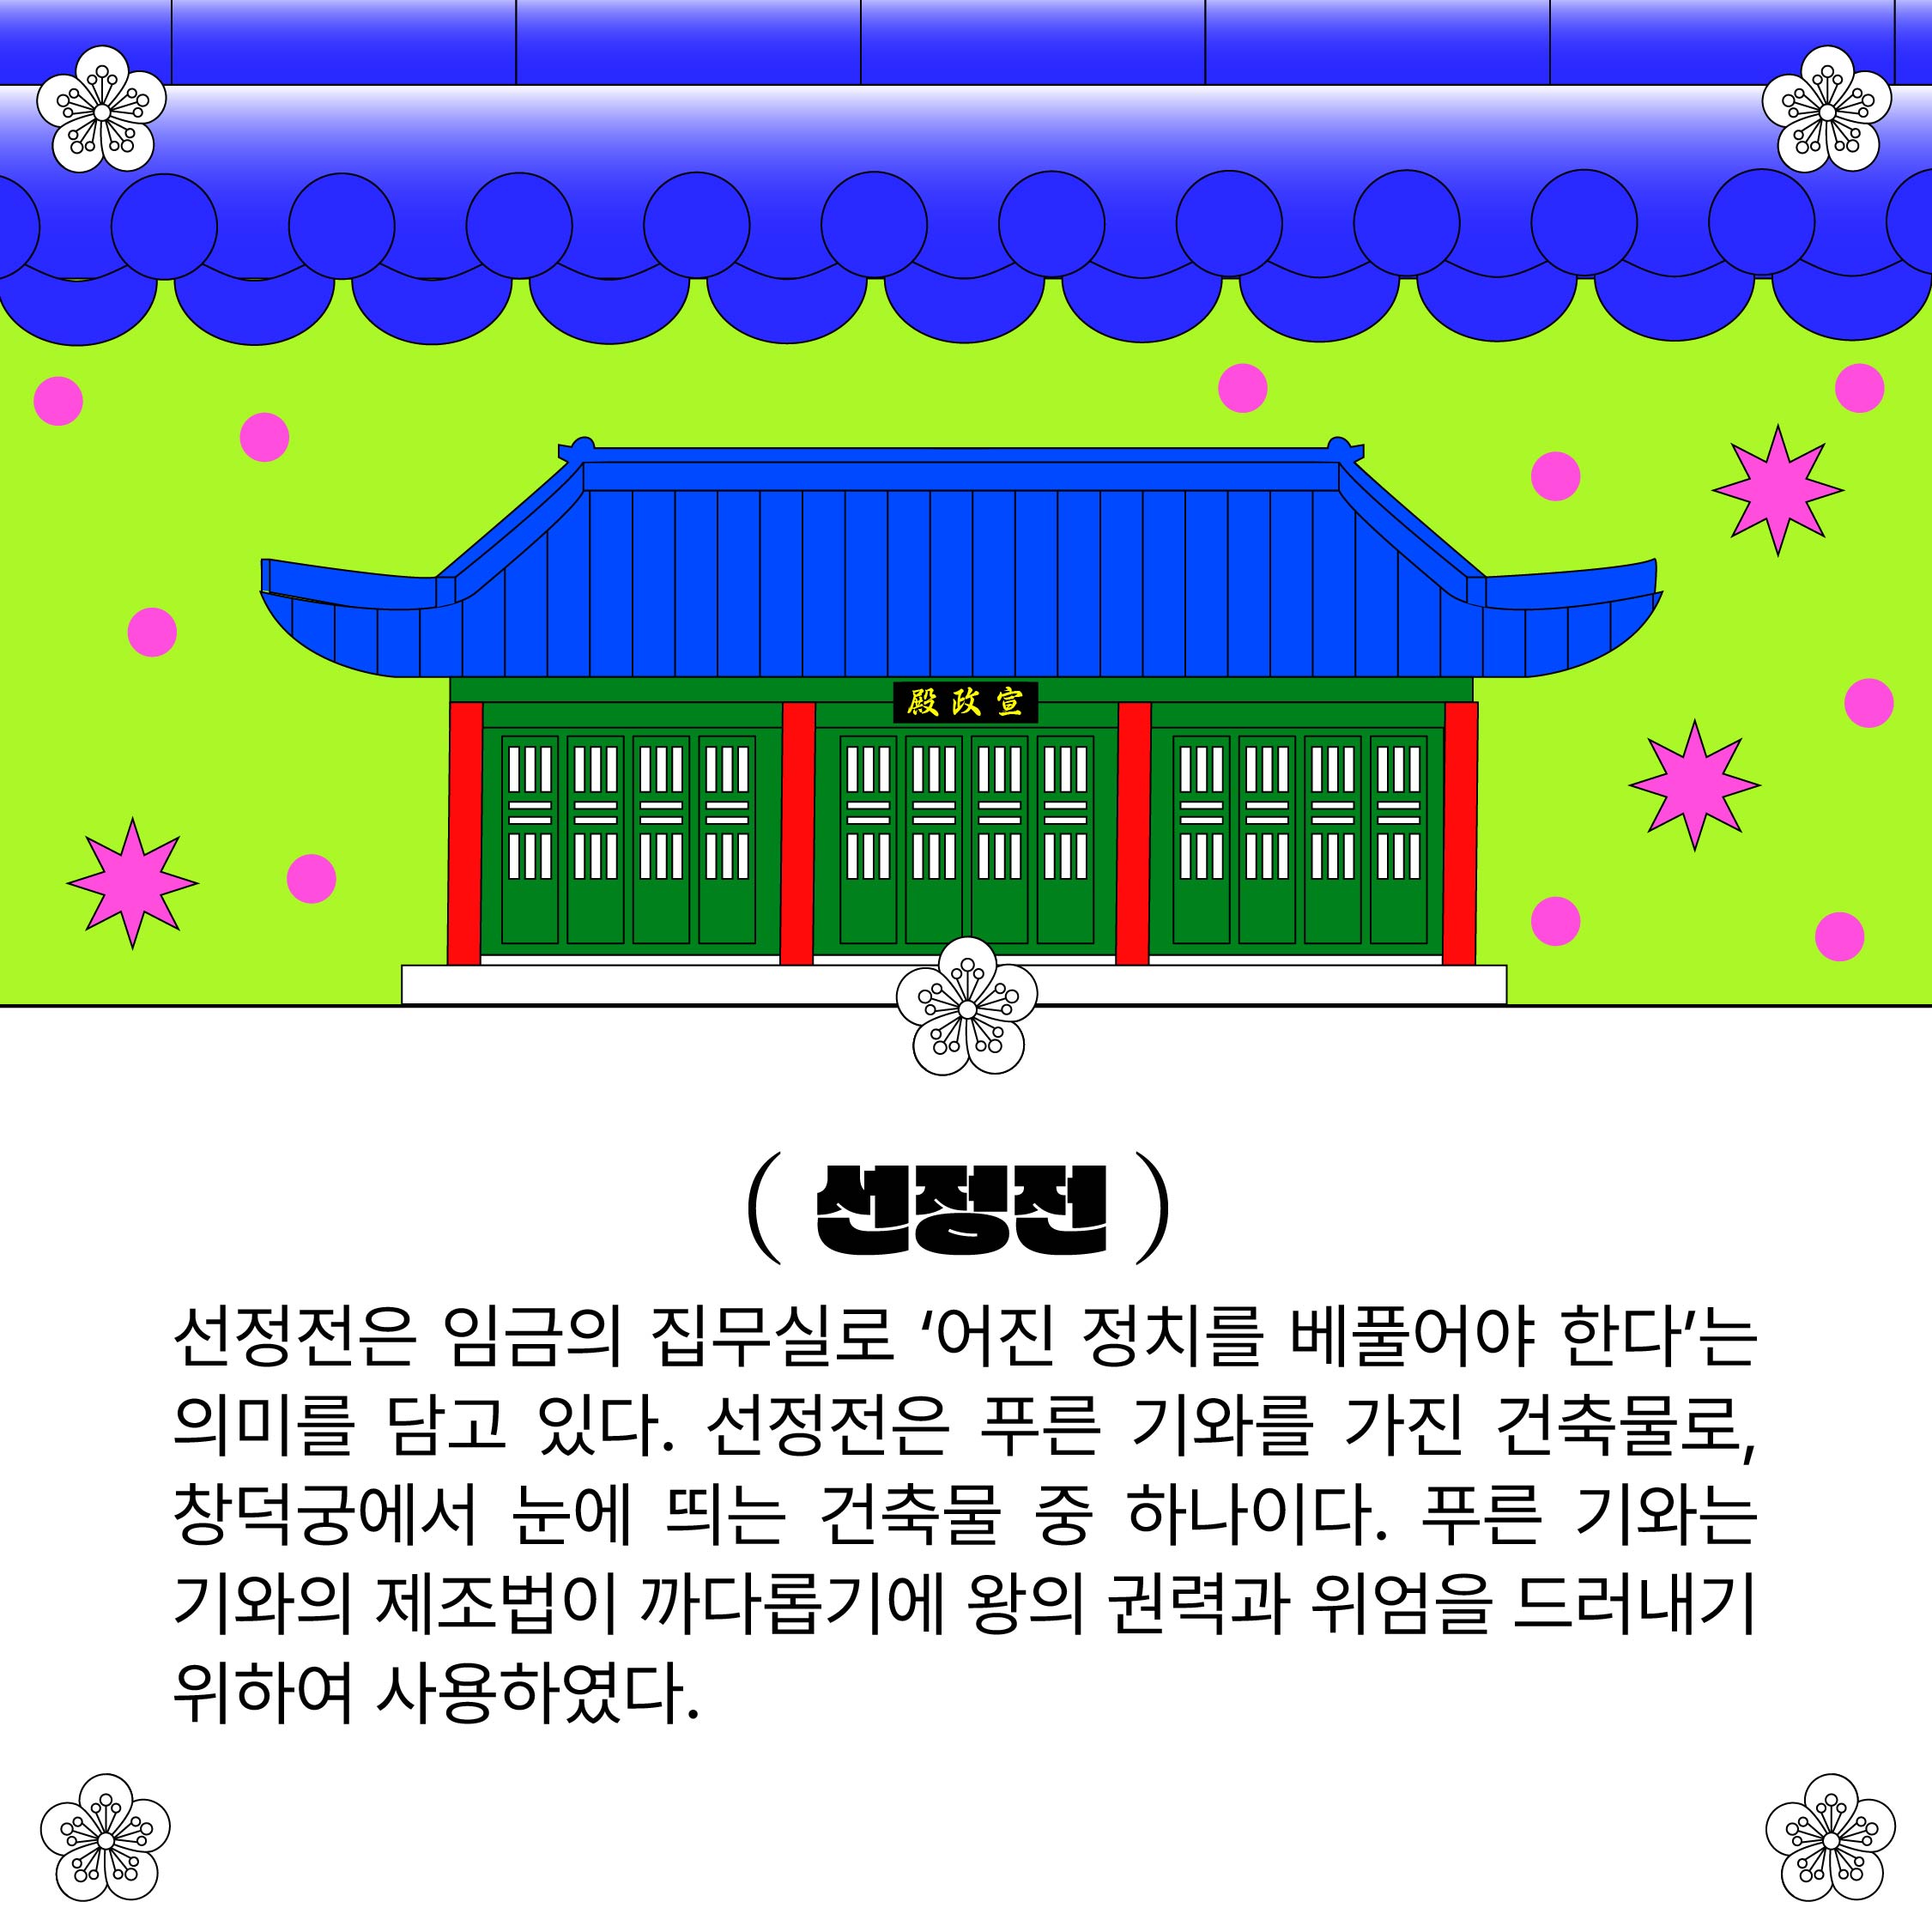 殿政宣
( 선정전 )
선정전은 임금의 집무실로 ‘어진 정치를 베풀어야 한다’는
의미를 담고 있다. 선정전은 푸른 기와를 가진 건축물로,
창덕궁에서 눈에 띄는 건축물 중 하나이다. 푸른 기와는
기와의 제조법이 까다롭기에 왕의 권력과 위엄을 드러내기
위하여 사용하였다.